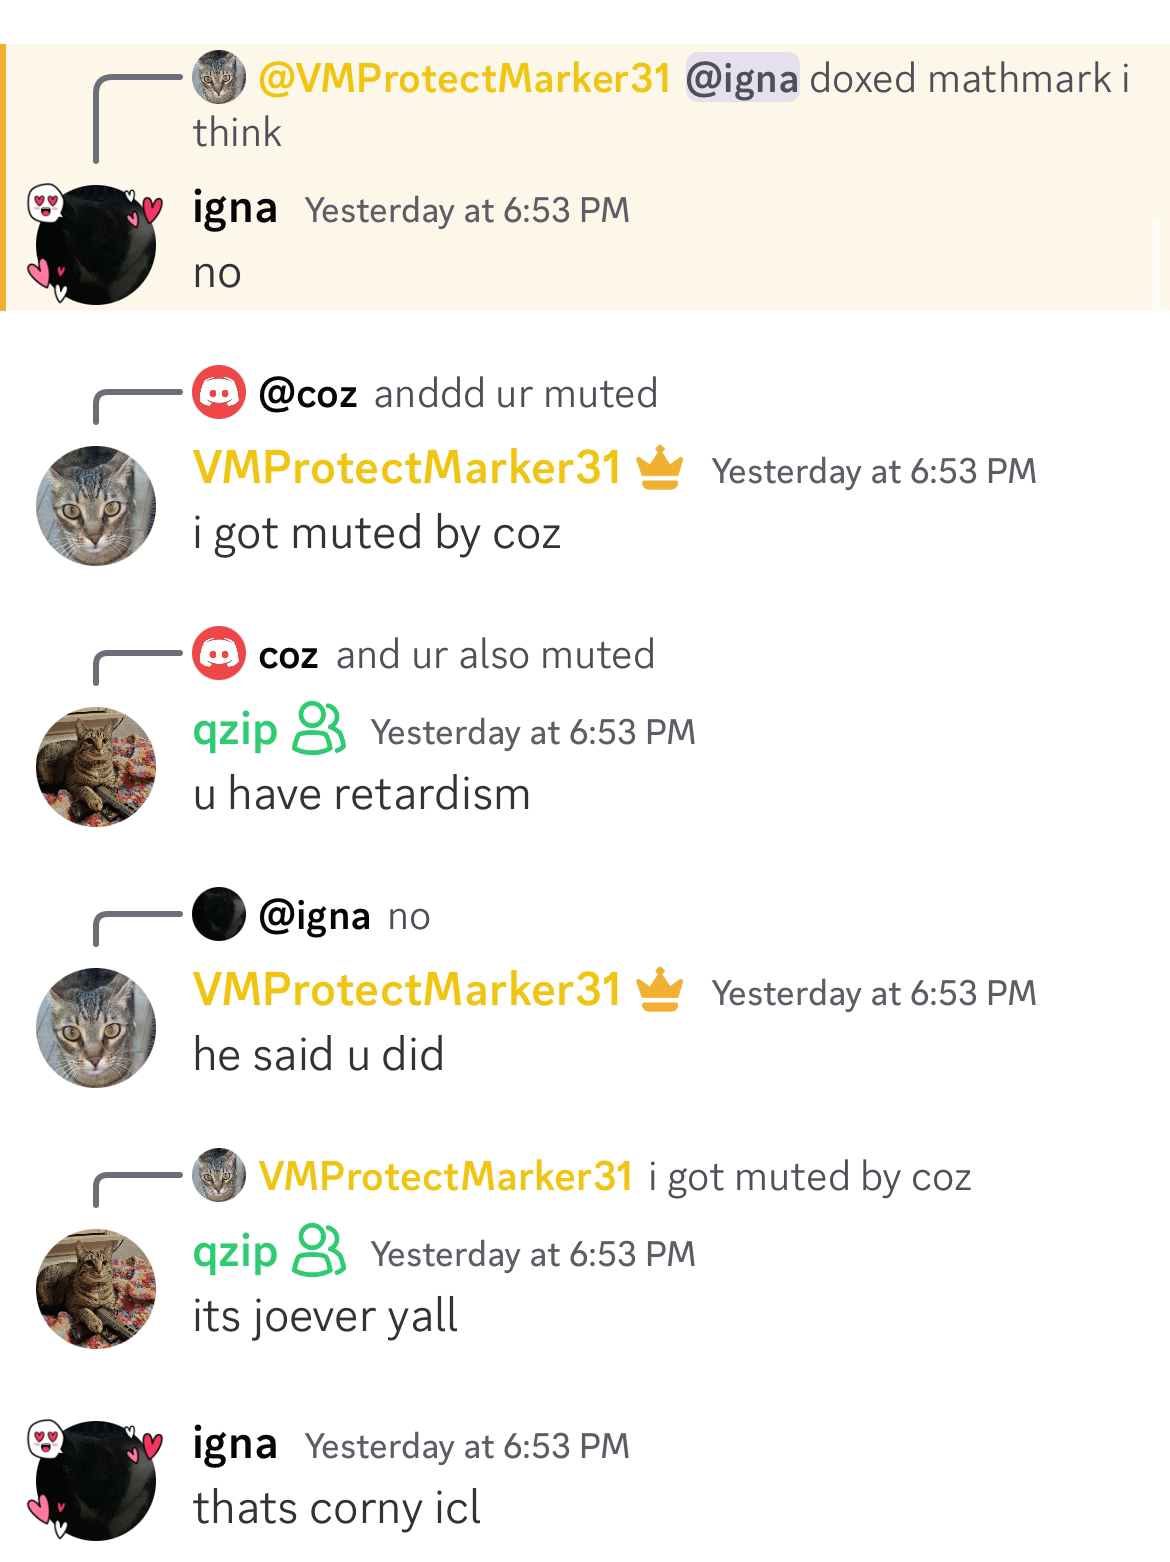 @VMProtectMarker31 @igna doxed mathmark i
think
igna Yesterday at 6:53 PM
no
@coz anddd ur muted
VMProtectMarker31 Yesterday at 6:53 PM
i got muted by coz
coz and ur also muted
qzip Yesterday at 6:53 PM
u have retardism
@igna no
VMProtectMarker31 Yesterday at 6:53 PM
he said u did
VMProtectMarker31 i got muted by coz
qzip Yesterday at 6:53 PM
its joever yall
igna Yesterday at 6:53 PM
thats corny icl